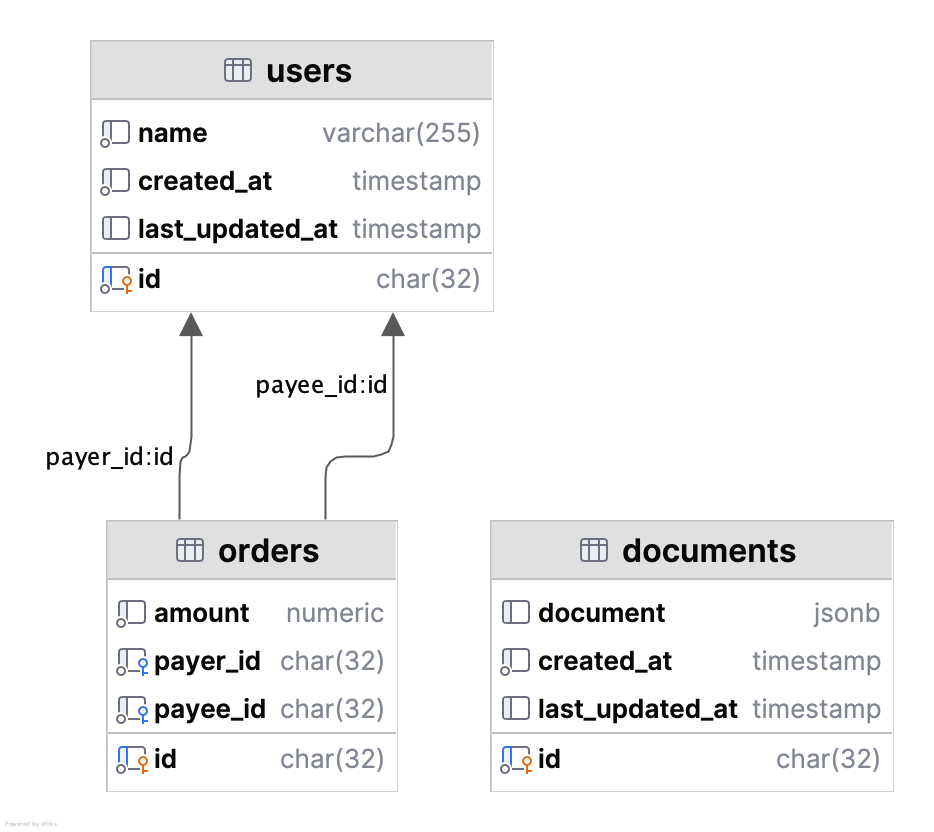 users
name varchar(255)
created_at timestamp
last_updated_at timestamp
id char(32)
payee_id:id
payer_id:id
orders
amount numeric
payer_id char(32)
payee_id char(32)
id char(32)
documents
document jsonb
created_at timestamp
last_updated_at timestamp
id char(32)
Powered by yFiles